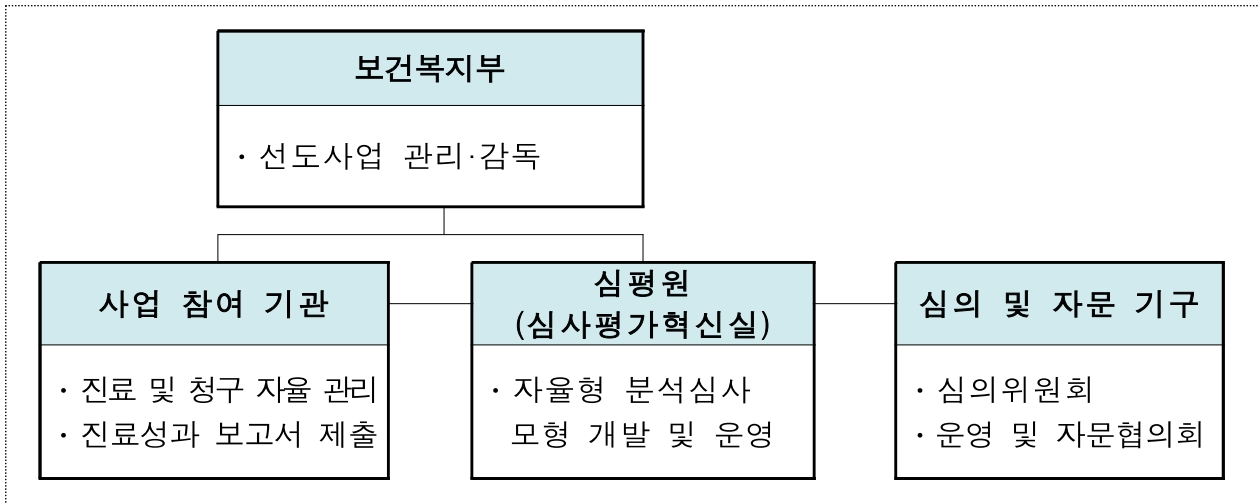 보건복지부
· 선도사업 관리·감독
사업 참여 기관
· 진료 및 청구 자율 관리
· 진료성과 보고서 제출
심평원
(심사평가혁신실)
· 자율형 분석심사
모형 개발 및 운영
심의 및 자문 기구
· 심의위원회
· 운영 및 자문협의회